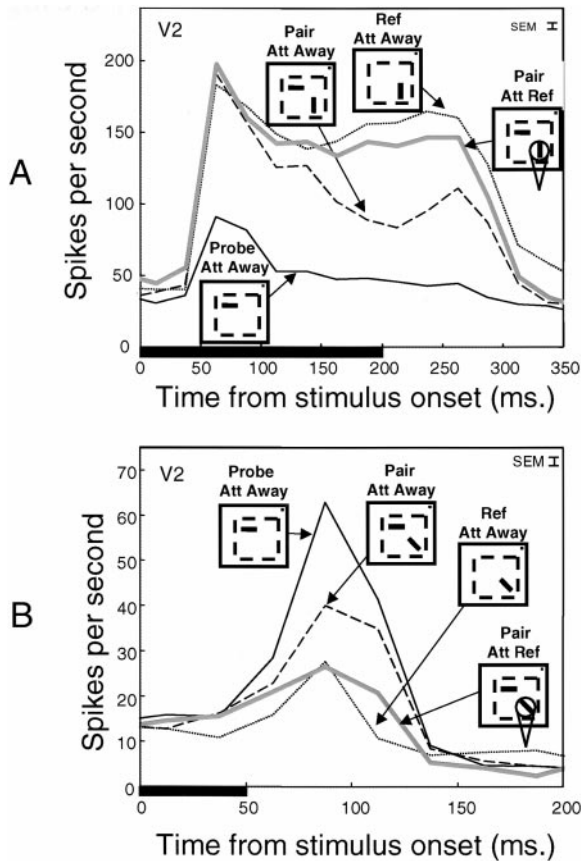 A
V2
SEM
Pair
Att Away
Ref
Att Away
Pair
Att Ref
Probe
Att Away
Spikes per second
200
150
100
50
0
0 50 100 150 200 250 300 350
Time from stimulus onset (ms.)
B
V2
SEM
Probe
Att Away
Pair
Att Away
Ref
Att Away
Pair
Att Ref
Spikes per second
70
60
50
40
30
20
10
0
0 50 100 150 200
Time from stimulus onset (ms.)